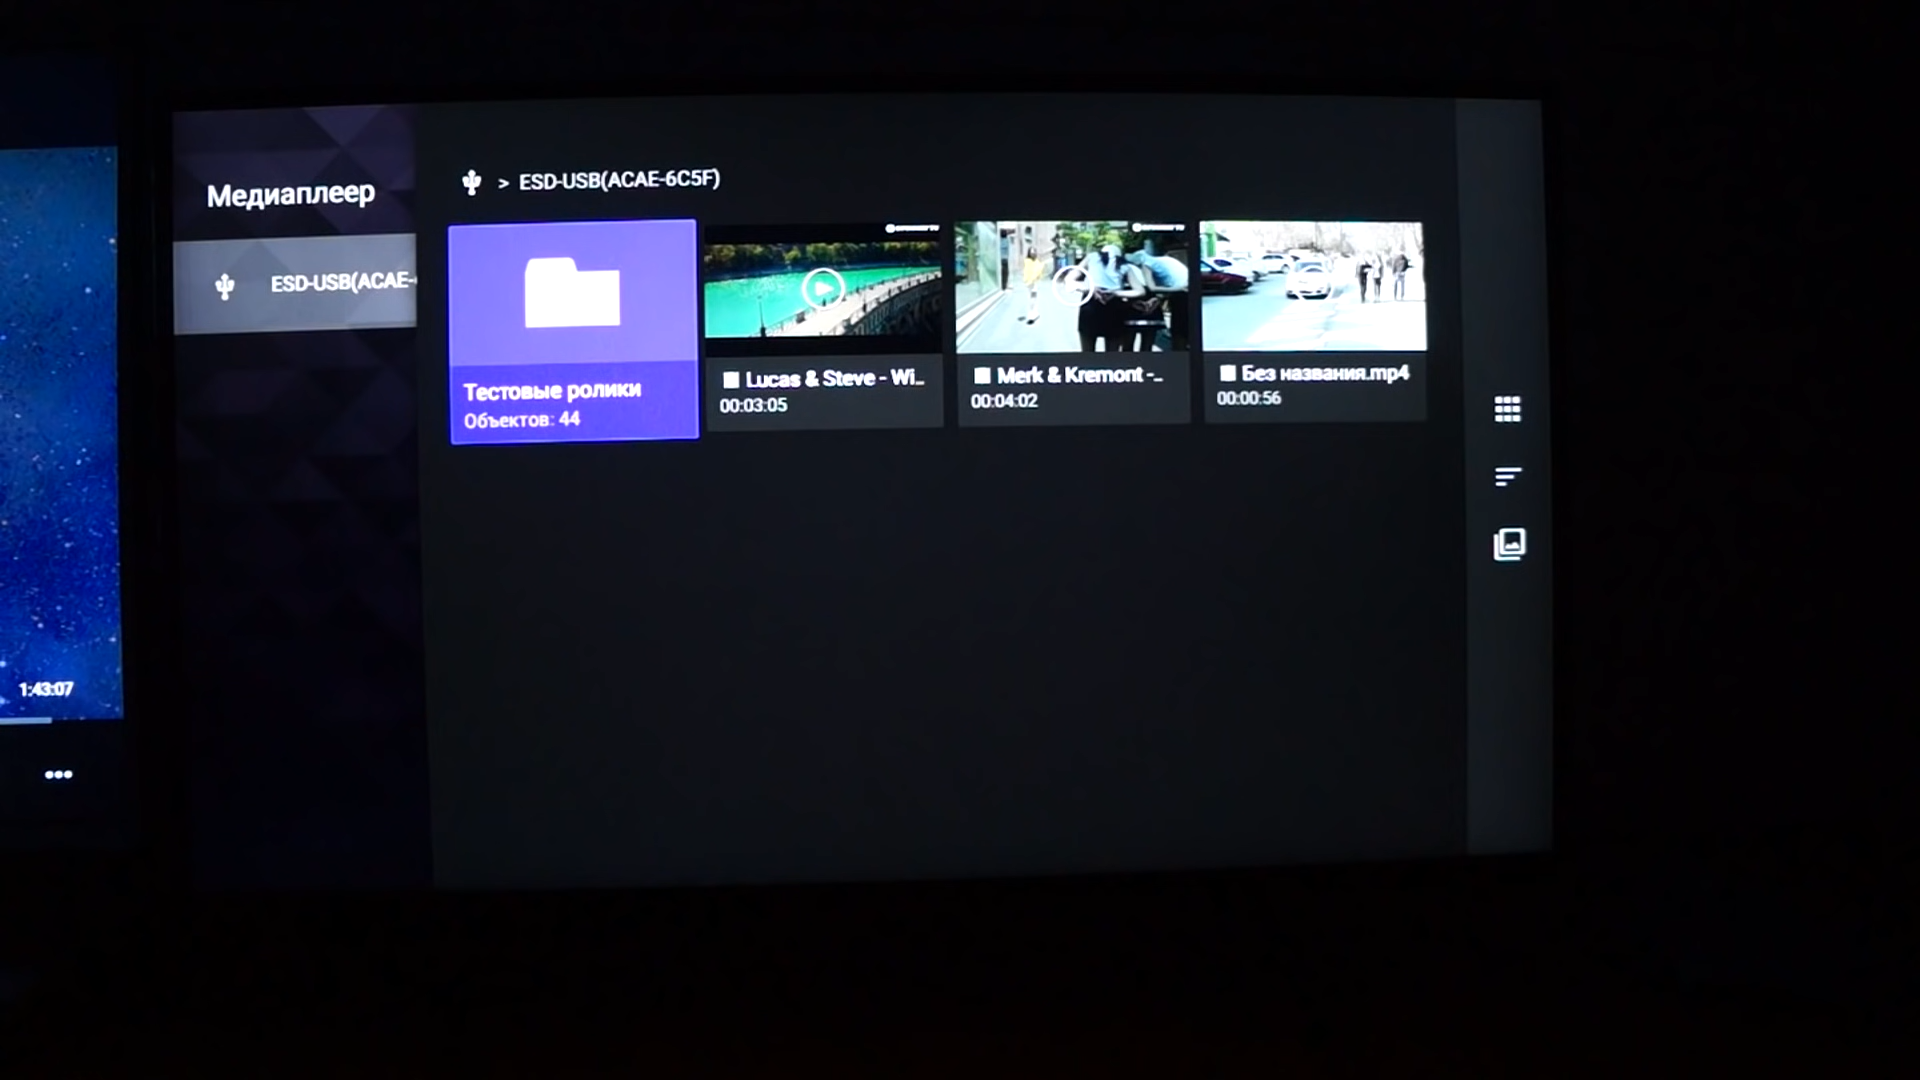 Медиаплеер
ESD-USB(ACAE-
> ESD-USB(ACAE-6C5F)
Тестовые ролики
Объектов: 44
Lucas & Steve - Wi...
00:03:05
Merk & Kremont -...
00:04:02
Без названия.mp4
00:00:56
1:43:07